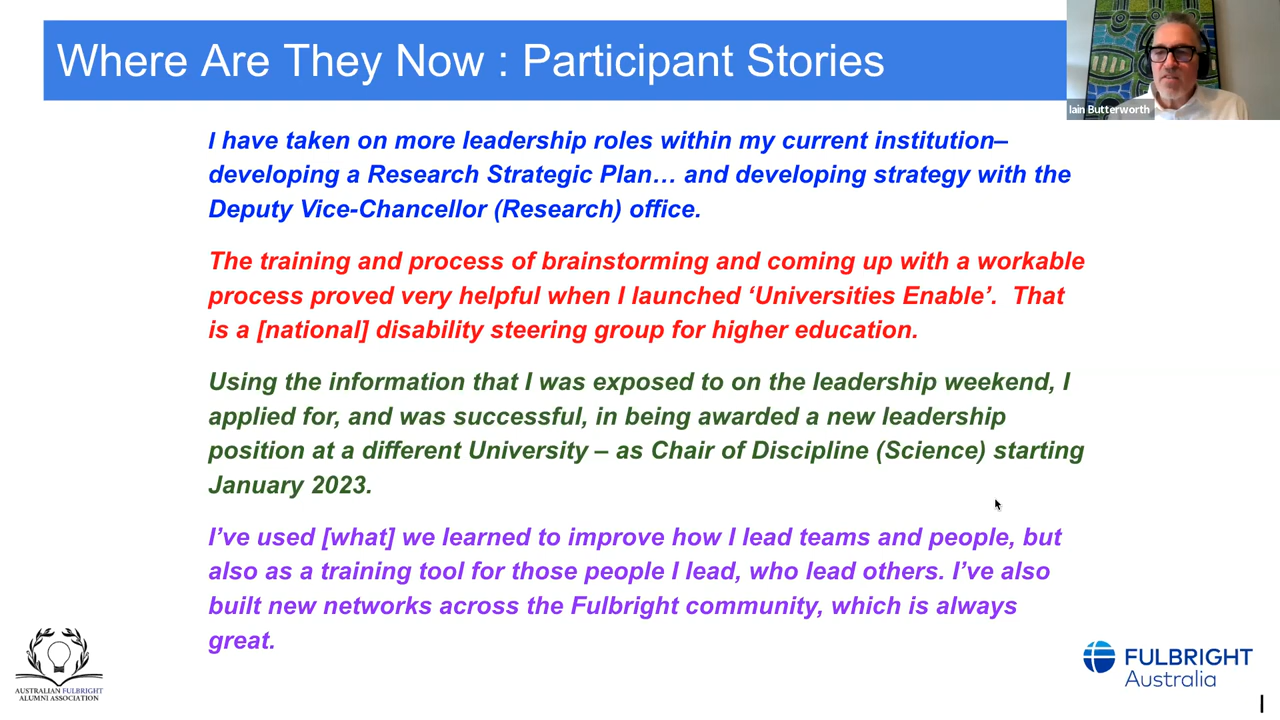 Where Are They Now : Participant Stories
Iain Butterworth
I have taken on more leadership roles within my current institution–
developing a Research Strategic Plan… and developing strategy with the
Deputy Vice-Chancellor (Research) office.
The training and process of brainstorming and coming up with a workable
process proved very helpful when I launched ‘Universities Enable’.  That
is a [national] disability steering group for higher education.
Using the information that I was exposed to on the leadership weekend, I
applied for, and was successful, in being awarded a new leadership
position at a different University – as Chair of Discipline (Science) starting
January 2023.
I’ve used [what] we learned to improve how I lead teams and people, but
also as a training tool for those people I lead, who lead others. I’ve also
built new networks across the Fulbright community, which is always
great.
AUSTRALIAN FULBRIGHT
ALUMNI ASSOCIATION
FULBRIGHT
Australia